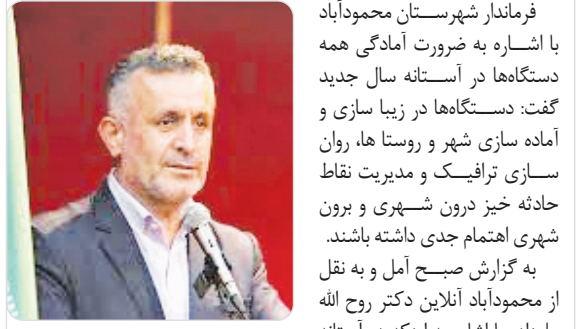 فرماندار شهرستان محمودآباد
با اشاره به ضرورت آمادگی همه
دستگاه‌ها در آستانه سال جدید
گفت: دستگاه‌ها در زیبا سازی و
آماده سازی شهر و روستا ها، روان
سازی ترافیک و مدیریت نقاط
حادثه خیز درون شهری و برون
شهری اهتمام جدی داشته باشند.
به گزارش صبح آمل و به نقل
از محمودآباد آنلاین دکتر روح الله